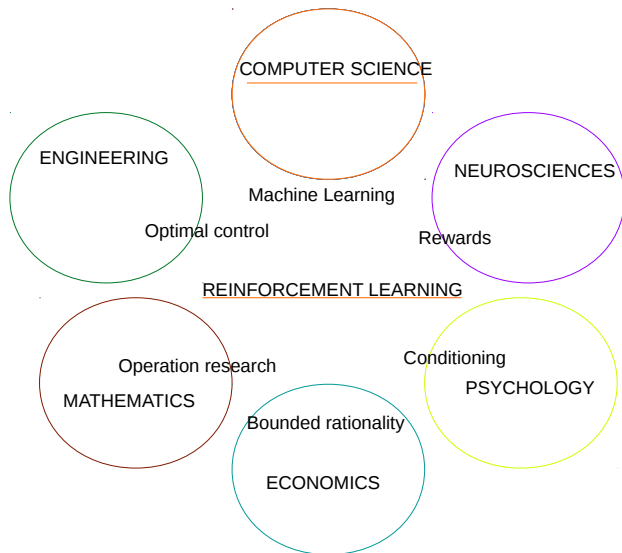 COMPUTER SCIENCE
ENGINEERING
NEUROSCIENCES
Machine Learning
Optimal control
Rewards
REINFORCEMENT LEARNING
Operation research
Conditioning
MATHEMATICS
PSYCHOLOGY
Bounded rationality
ECONOMICS